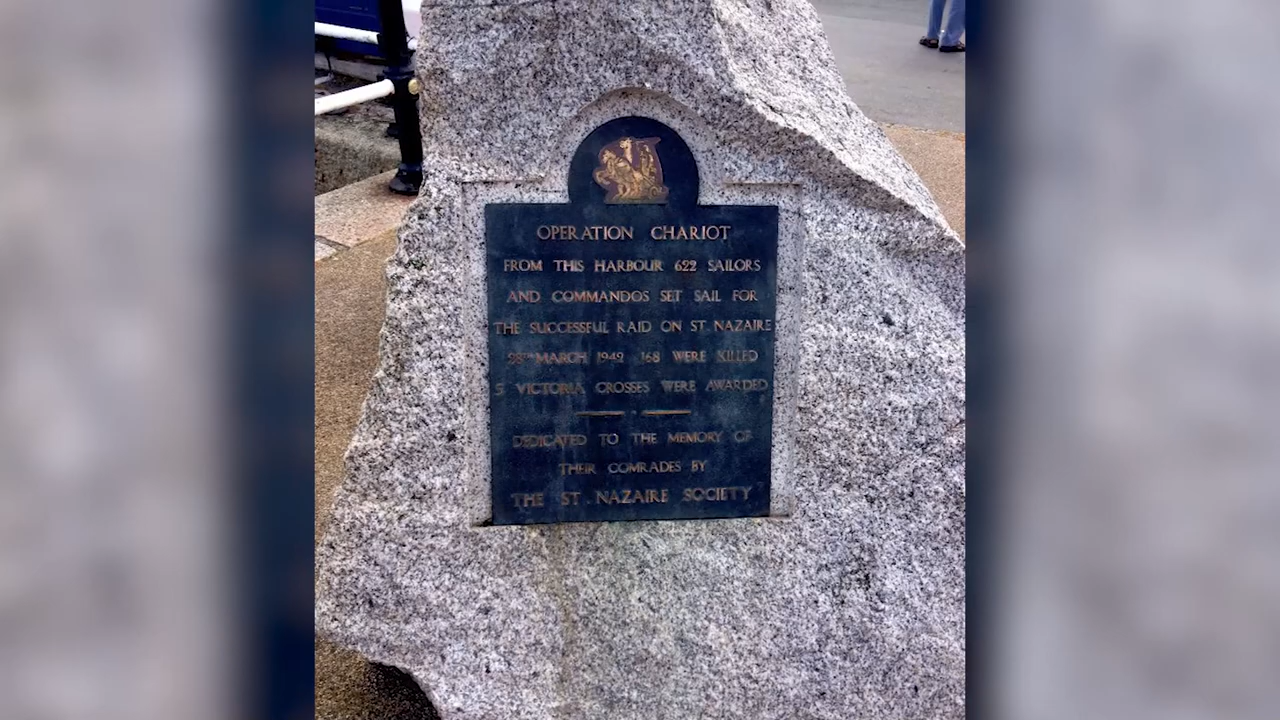 OPERATION CHARIOT
FROM THIS HARBOUR 622 SAILORS
AND COMMANDOS SET SAIL FOR
THE SUCCESSFUL RAID ON ST NAZAIRE
28TH MARCH 1942 168 WERE KILLED
5 VICTORIA CROSSES WERE AWARDED
DEDICATED TO THE MEMORY OF
THEIR COMRADES BY
THE ST. NAZAIRE SOCIETY